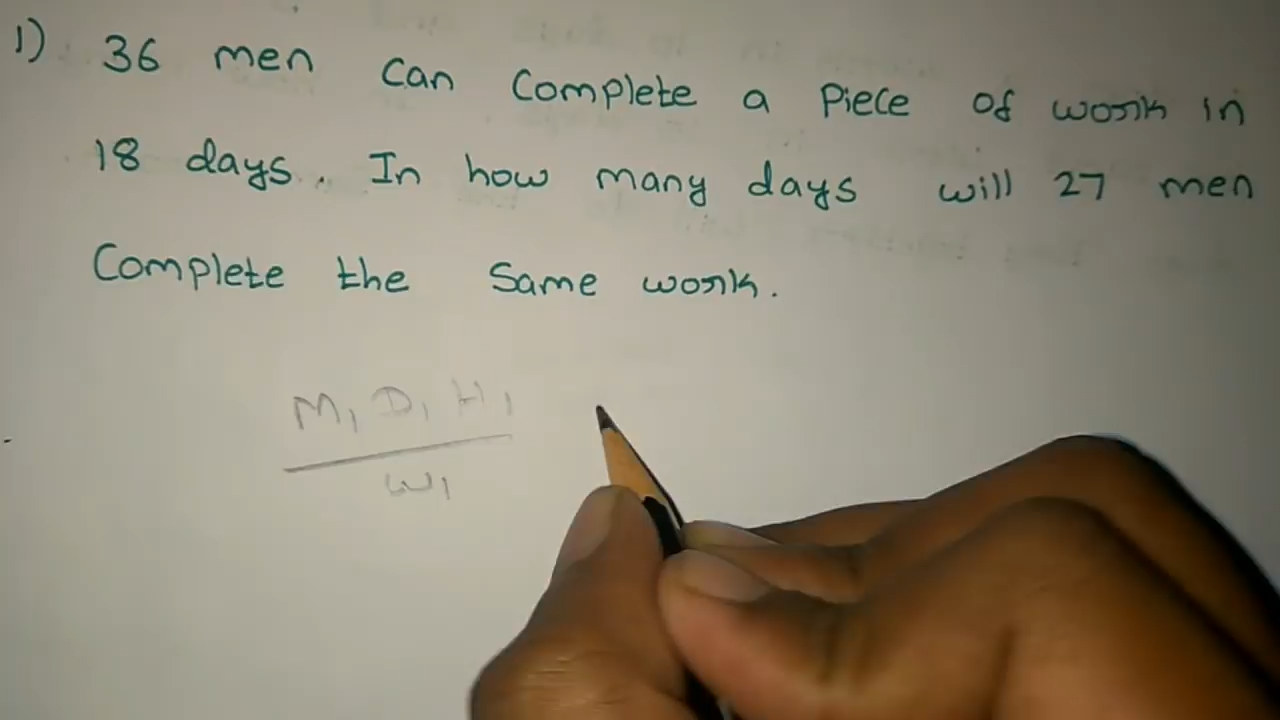 1) 36 men can complete a piece of work in
18 days. In how many days will 27 men
Complete the same work.
M1 D1 H1
W1